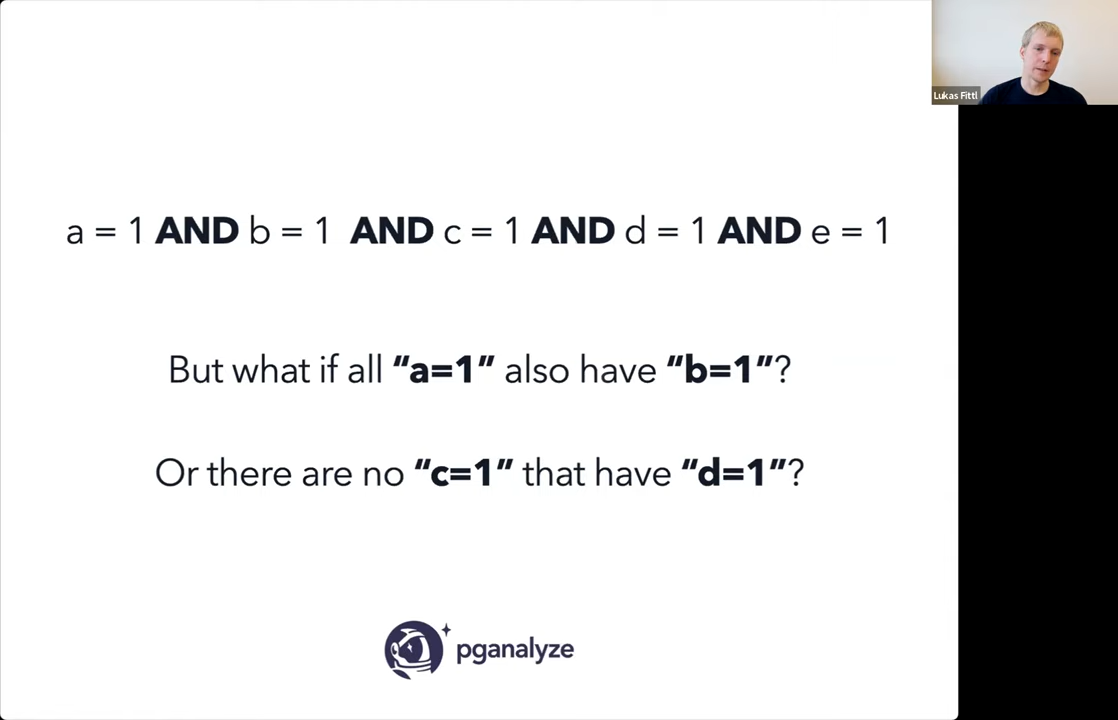 Lukas Fittl
a = 1 AND b = 1 AND c = 1 AND d = 1 AND e = 1
But what if all “a=1” also have “b=1”?
Or there are no “c=1” that have “d=1”?
pganalyze